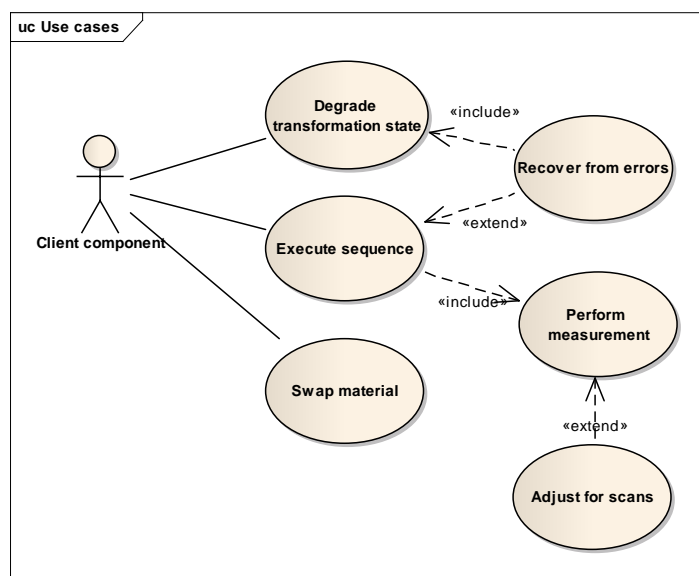 uc Use cases
Degrade
transformation state
«include»
Recover from errors
Client component
Execute sequence
«extend»
«include»
Perform
measurement
Swap material
«extend»
Adjust for scans